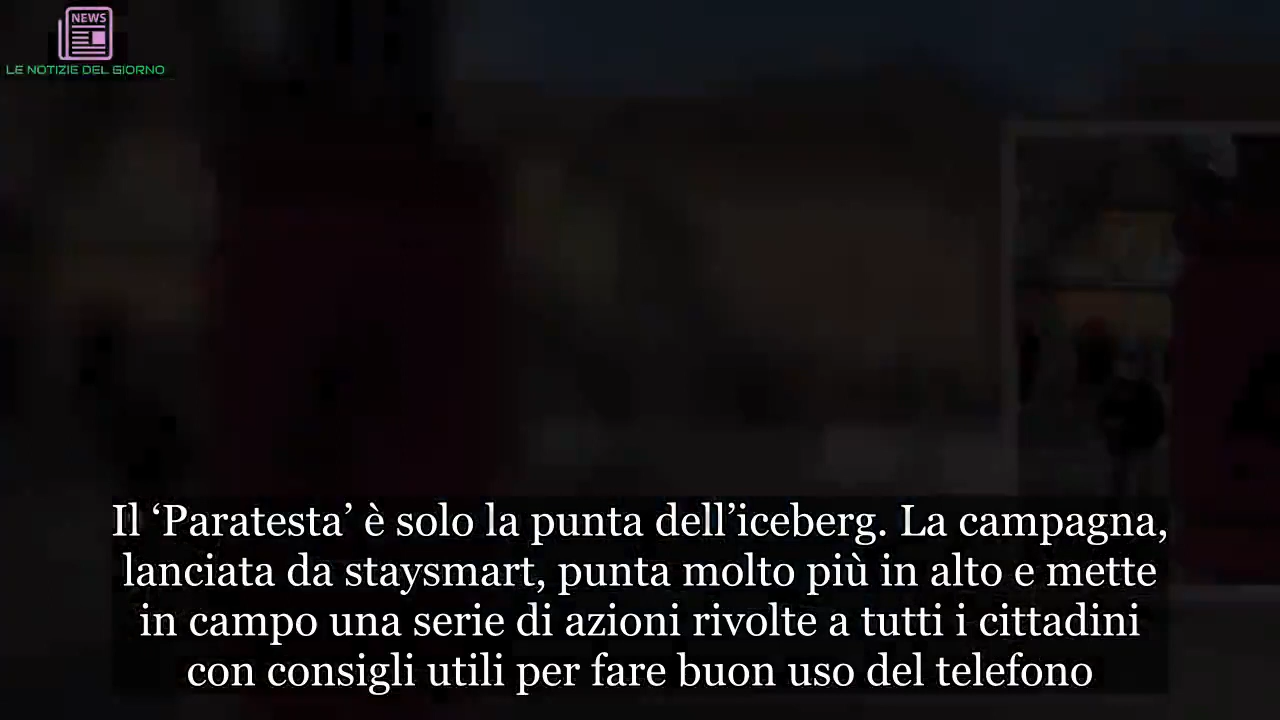 NEWS
LE NOTIZIE DEL GIORNO
Il ‘Paratesta’ è solo la punta dell’iceberg. La campagna,
lanciata da staysmart, punta molto più in alto e mette
in campo una serie di azioni rivolte a tutti i cittadini
con consigli utili per fare buon uso del telefono